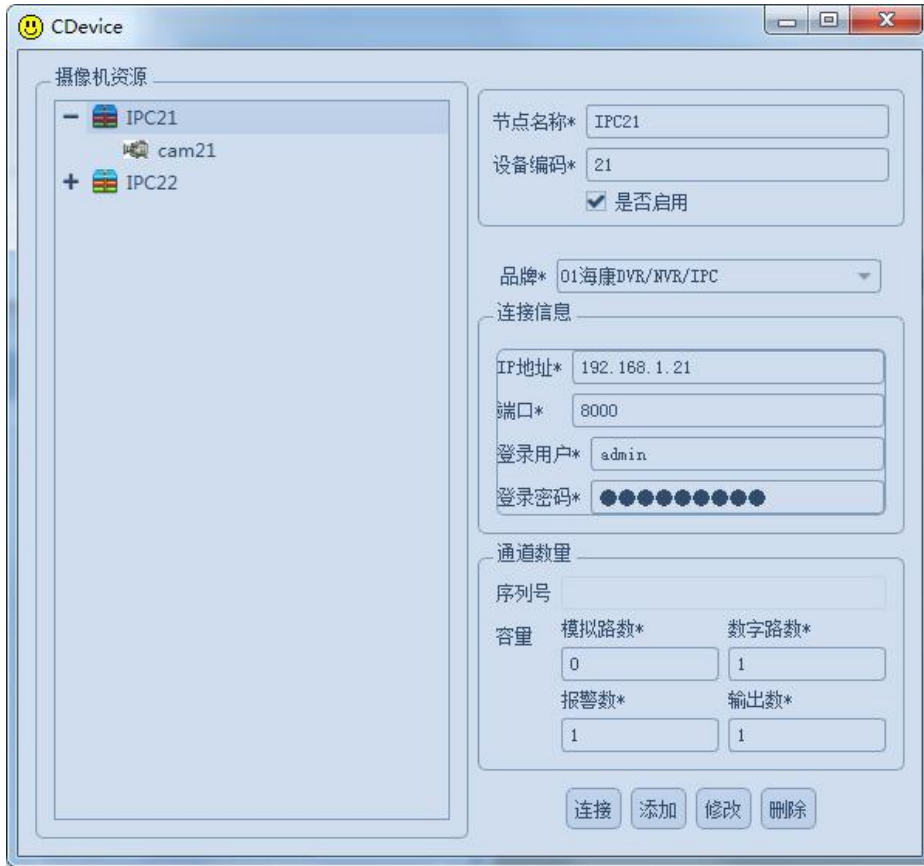 CDevice
摄像机资源
IPC21
cam21
IPC22
节点名称* IPC21
设备编码* 21
是否启用
品牌* 01海康DVR/NVR/IPC
连接信息
IP地址* 192.168.1.21
端口* 8000
登录用户* admin
登录密码* ●●●●●●●●●
通道数量
序列号
容量 模拟路数* 数字路数*
0 1
报警数* 输出数*
1 1
连接 添加 修改 删除